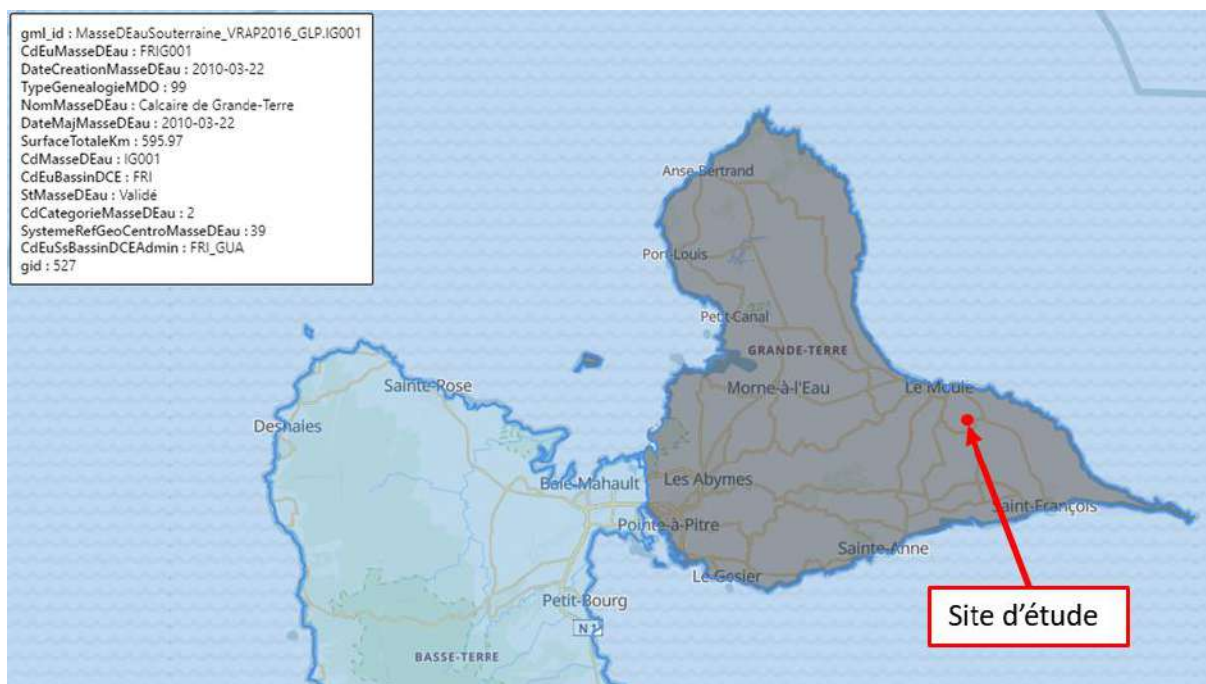 gml_id : MasseDEauSouterraine_VRAP2016_GLP.IG001
CdEuMasseDEau : FRIG001
DateCreationMasseDEau : 2010-03-22
TypeGenealogieMDO : 99
NomMasseDEau : Calcaire de Grande-Terre
DateMajMasseDEau : 2010-03-22
SurfaceTotaleKm : 595.97
CdMasseDEau : IG001
CdEuBassinDCE : FRI
StMasseDEau : Validé
CdCategorieMasseDEau : 2
SystemeRefGeoCentroMasseDEau : 39
CdEuSsBassinDCEAdmin : FRI_GUA
gid : 527
Anse-Bertrand
Port-Louis
Petit-Canal
GRANDE-TERRE
Sainte-Rose
Morne-à-l'Eau
Le Moule
Deshaies
Baie-Mahault
Les Abymes
Saint-François
Pointe-à-Pitre
Sainte-Anne
Le Gosier
Petit-Bourg
N 1
BASSE-TERRE
Site d'étude